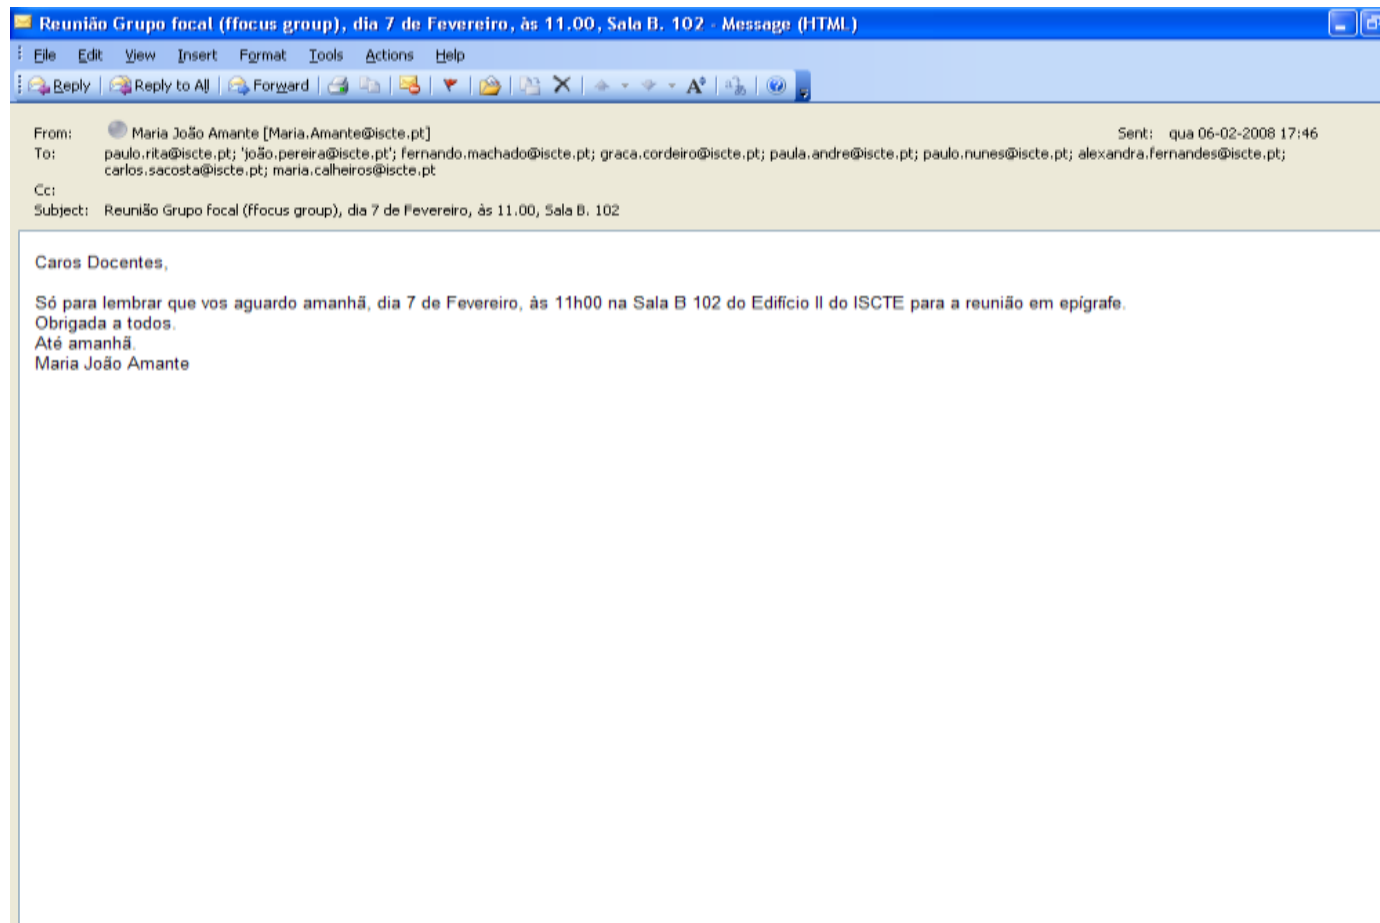 Reunião Grupo focal (ffocus group), dia 7 de Fevereiro, às 11.00, Sala B. 102 - Message (HTML)
File Edit View Insert Format Tools Actions Help
Reply Reply to All Forward
From: Maria João Amante [Maria.Amante@iscte.pt] Sent: qua 06-02-2008 17:46
To: paulo.rita@iscte.pt; 'joão.pereira@iscte.pt'; fernando.machado@iscte.pt; graca.cordeiro@iscte.pt; paula.andre@iscte.pt; paulo.nunes@iscte.pt; alexandra.fernandes@iscte.pt;
carlos.sacosta@iscte.pt; maria.calheiros@iscte.pt
Cc:
Subject: Reunião Grupo focal (ffocus group), dia 7 de Fevereiro, às 11.00, Sala B. 102
Caros Docentes,
Só para lembrar que vos aguardo amanhã, dia 7 de Fevereiro, às 11h00 na Sala B 102 do Edifício II do ISCTE para a reunião em epígrafe.
Obrigada a todos.
Até amanhã.
Maria João Amante